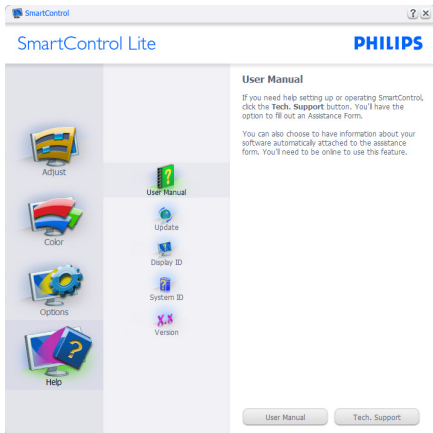 SmartControl
SmartControl Lite
PHILIPS
Adjust
Color
Options
Help
User Manual
Update
Display ID
System ID
X.X
Version
User Manual
If you need help setting up or operating SmartControl,
click the Tech. Support button. You'll have the
option to fill out an Assistance Form.
You can also choose to have information about your
software automatically attached to the assistance
form. You'll need to be online to use this feature.
User Manual
Tech. Support